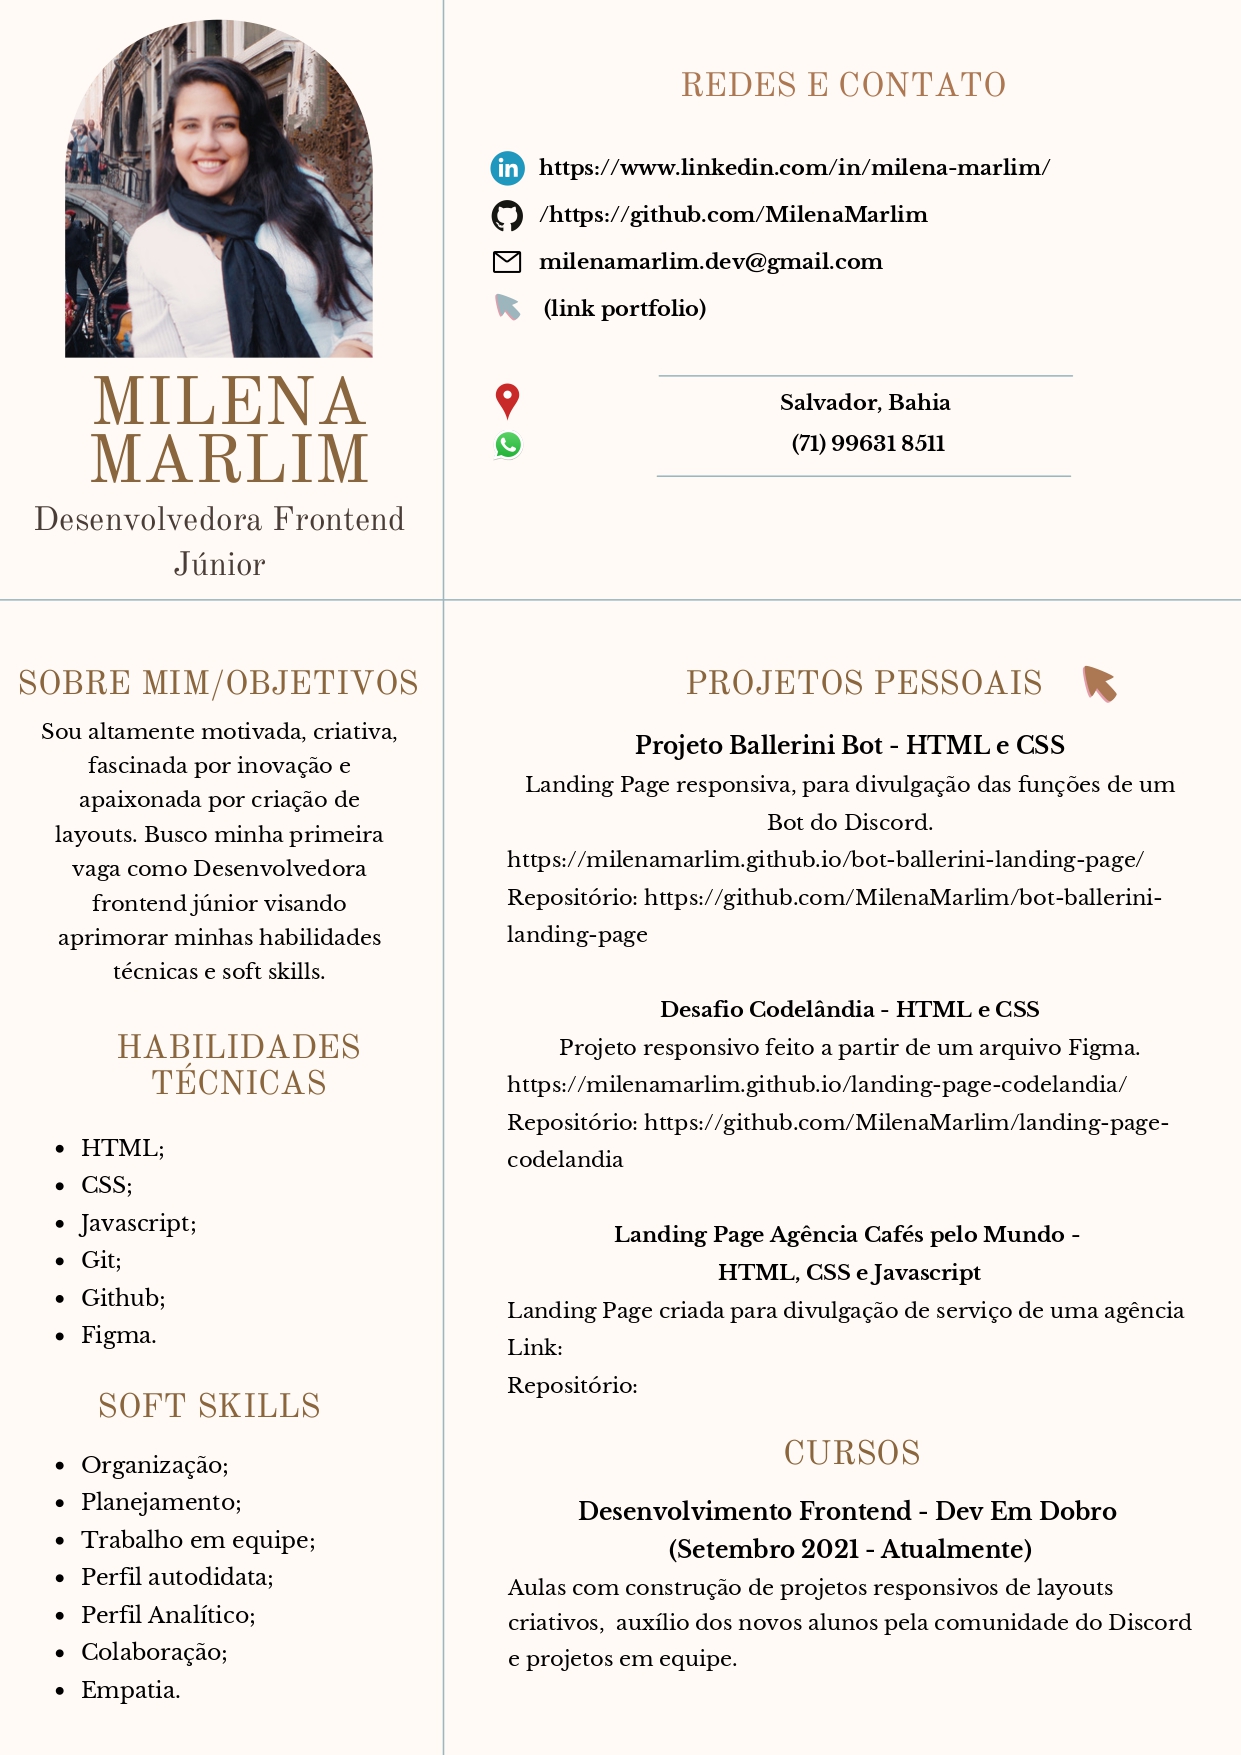 MILENA
MARLIM
Desenvolvedora Frontend
Júnior
REDES E CONTATO
in https://www.linkedin.com/in/milena-marlim/
/https://github.com/MilenaMarlim
milenamarlim.dev@gmail.com
(link portfolio)
Salvador, Bahia
(71) 99631 8511
SOBRE MIM/OBJETIVOS
Sou altamente motivada, criativa,
fascinada por inovação e
apaixonada por criação de
layouts. Busco minha primeira
vaga como Desenvolvedora
frontend júnior visando
aprimorar minhas habilidades
técnicas e soft skills.
HABILIDADES
TÉCNICAS
• HTML;
• CSS;
• Javascript;
• Git;
• Github;
• Figma.
SOFT SKILLS
• Organização;
• Planejamento;
• Trabalho em equipe;
• Perfil autodidata;
• Perfil Analítico;
• Colaboração;
• Empatia.
PROJETOS PESSOAIS
Projeto Ballerini Bot - HTML e CSS
Landing Page responsiva, para divulgação das funções de um
Bot do Discord.
https://milenamarlim.github.io/bot-ballerini-landing-page/
Repositório: https://github.com/MilenaMarlim/bot-ballerini-
landing-page
Desafio Codelândia - HTML e CSS
Projeto responsivo feito a partir de um arquivo Figma.
https://milenamarlim.github.io/landing-page-codelandia/
Repositório: https://github.com/MilenaMarlim/landing-page-
codelandia
Landing Page Agência Cafés pelo Mundo -
HTML, CSS e Javascript
Landing Page criada para divulgação de serviço de uma agência
Link:
Repositório:
CURSOS
Desenvolvimento Frontend - Dev Em Dobro
(Setembro 2021 - Atualmente)
Aulas com construção de projetos responsivos de layouts
criativos,  auxílio dos novos alunos pela comunidade do Discord
e projetos em equipe.